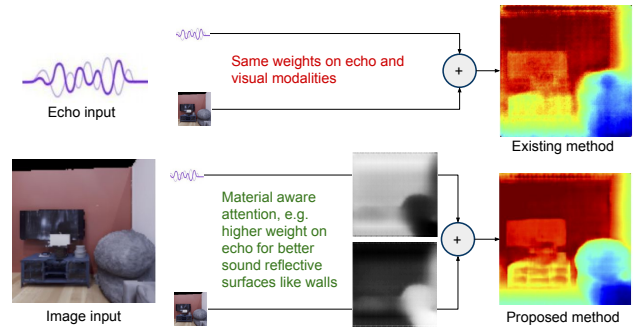 Same weights on echo and
visual modalities
+
Echo input
Existing method
Material aware
attention, e.g.
higher weight on
echo for better
sound reflective
surfaces like walls
+
Image input
Proposed method